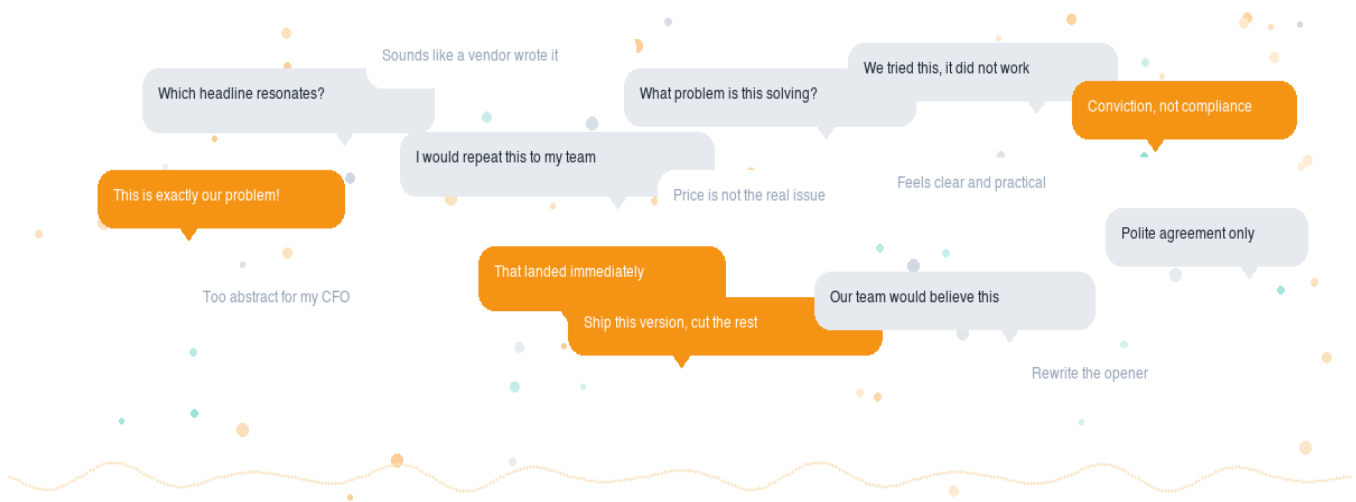 Sounds like a vendor wrote it
We tried this, it did not work
Which headline resonates?
What problem is this solving?
Conviction, not compliance
I would repeat this to my team
Feels clear and practical
This is exactly our problem!
Price is not the real issue
Polite agreement only
That landed immediately
Too abstract for my CFO
Our team would believe this
Ship this version, cut the rest
Rewrite the opener